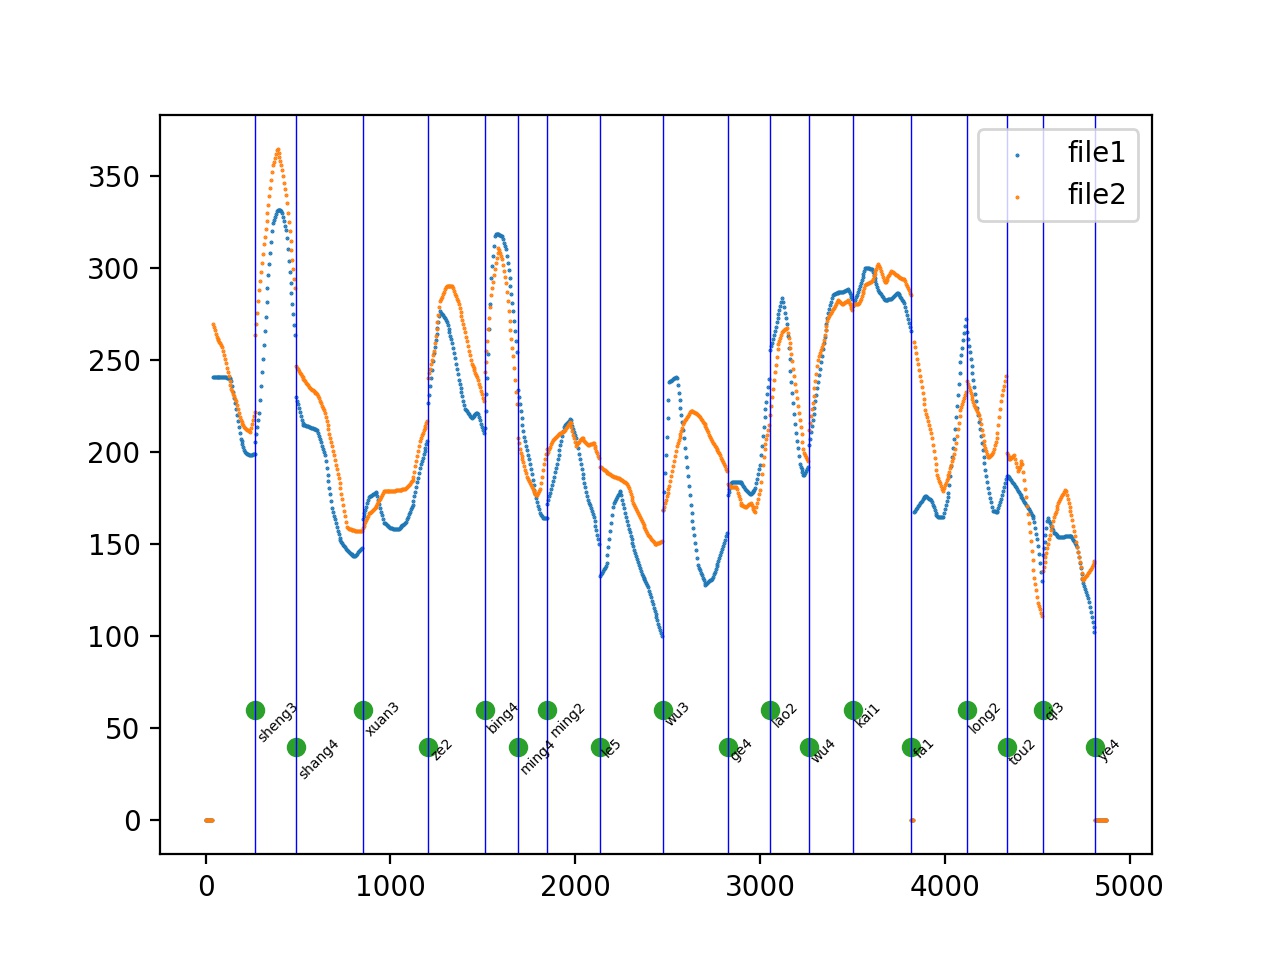 file1
file2
350
300
250
200
150
100
50
0
sheng3
shang4
xuan3
ze2
bing4
ming4
ming2
le5
wu3
ge4
lao2
wu4
kai1
fa1
long2
tou2
qi3
ye4
0
1000
2000
3000
4000
5000